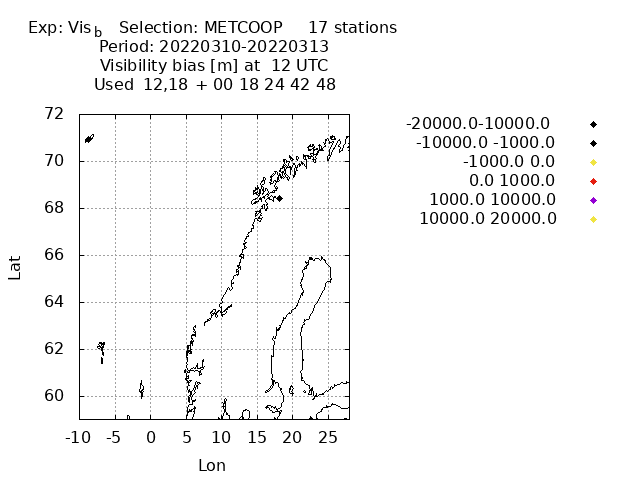 Exp: Vis_b Selection: METCOOP 17 stations
Period: 20220310-20220313
Visibility bias [m] at 12 UTC
Used 12,18 + 00 18 24 42 48
-20000.0-10000.0
-10000.0 -1000.0
-1000.0 0.0
0.0 1000.0
1000.0 10000.0
10000.0 20000.0
72
70
68
66
64
62
60
Lat
-10 -5 0 5 10 15 20 25
Lon